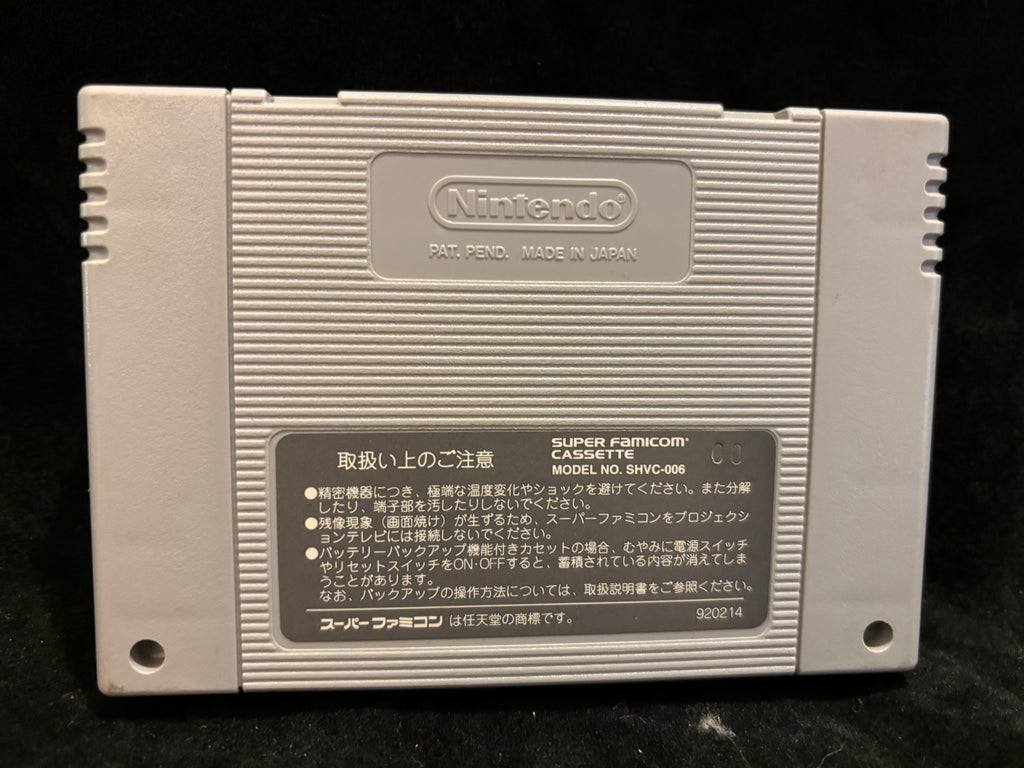 Nintendo®
PAT. PEND. MADE IN JAPAN
取扱い上のご注意
SUPER FAMICOM®
CASSETTE
MODEL NO. SHVC-006
00
●精密機器につき、極端な温度変化やショックを避けてください。また分解
したり、端子部を汚したりしないでください。
●残像現象（画面焼け）が生ずるため、スーパーファミコンをプロジェクシ
ョンテレビには接続しないでください。
●バッテリーバックアップ機能付きカセットの場合、むやみに電源スイッチ
やリセットスイッチをON·OFFすると、蓄積されている内容が消えてしま
うことがあります。
なお、バックアップの操作方法については、取扱説明書をご参照ください。
スーパーファミコン は任天堂の商標です。
920214